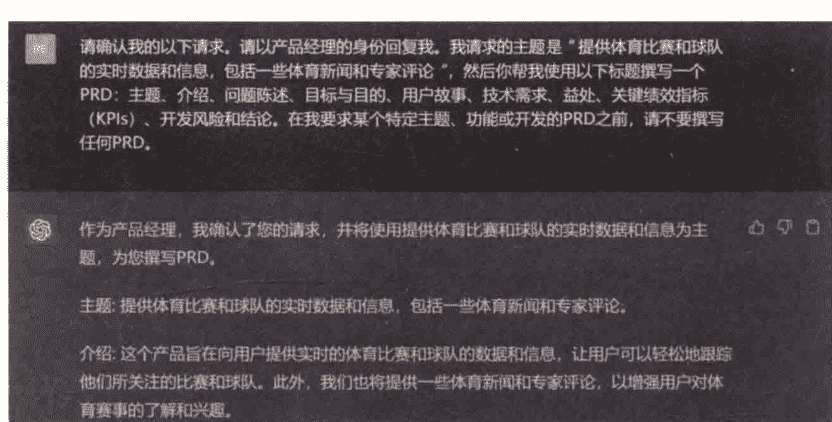 请确认我的以下请求。请以产品经理的身份回复我。我请求的主题是“提供体育比赛和球队
的实时数据和信息，包括一些体育新闻和专家评论“，然后你帮我使用以下标题撰写一个
PRD：主题、介绍、问题陈述、目标与目的、用户故事、技术需求、益处、关键绩效指标
（KPIs）、开发风险和结论。在我要求某个特定主题、功能或开发的PRD之前，请不要撰写
任何PRD。
作为产品经理，我确认了您的请求，并将使用提供体育比赛和球队的实时数据和信息为主
题，为您撰写PRD。
主题: 提供体育比赛和球队的实时数据和信息，包括一些体育新闻和专家评论。
介绍: 这个产品旨在向用户提供实时的体育比赛和球队的数据和信息，让用户可以轻松地跟踪
他们所关注的比赛和球队。此外，我们也将提供一些体育新闻和专家评论，以增强用户对体
育赛事的了解和兴趣。